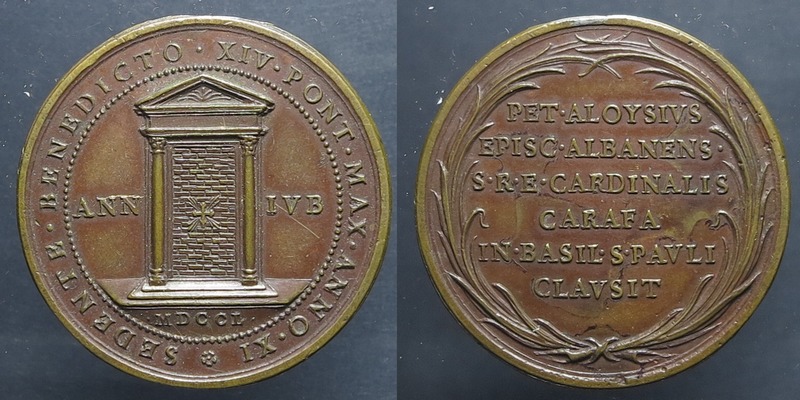 SEDENTE · BENEDICTO · XIV · PONT · MAX · ANNO · XI ·
ANN IVB
MDCCL
PET·ALOYSIVS
EPISC·ALBANENS·
S·R·E·CARDINALIS
CARAFA
IN·BASIL·S·PAVLI
CLAVSIT